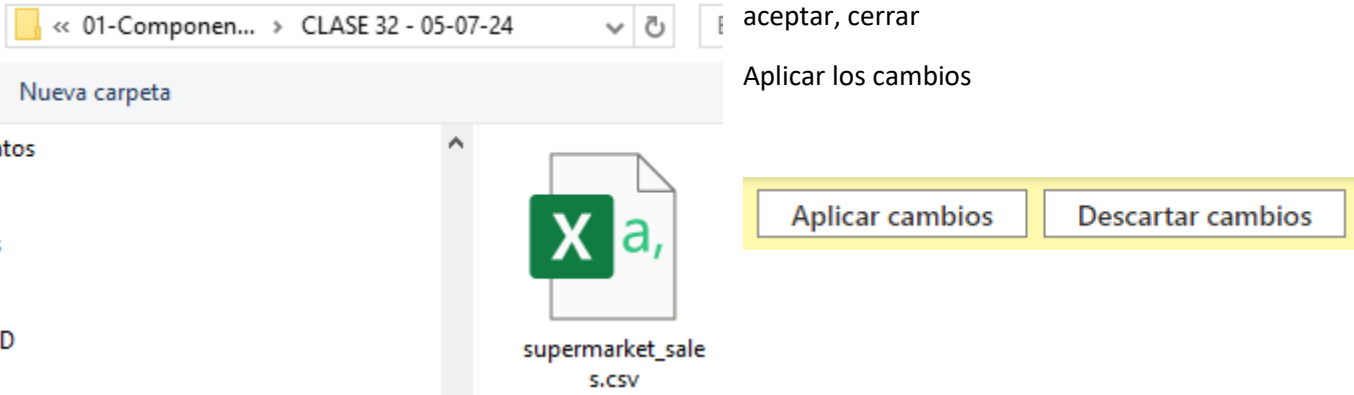 « 01-Componen... > CLASE 32 - 05-07-24
Nueva carpeta
tos
D
X a,
supermarket_sale
s.csv
aceptar, cerrar
Aplicar los cambios
Aplicar cambios
Descartar cambios